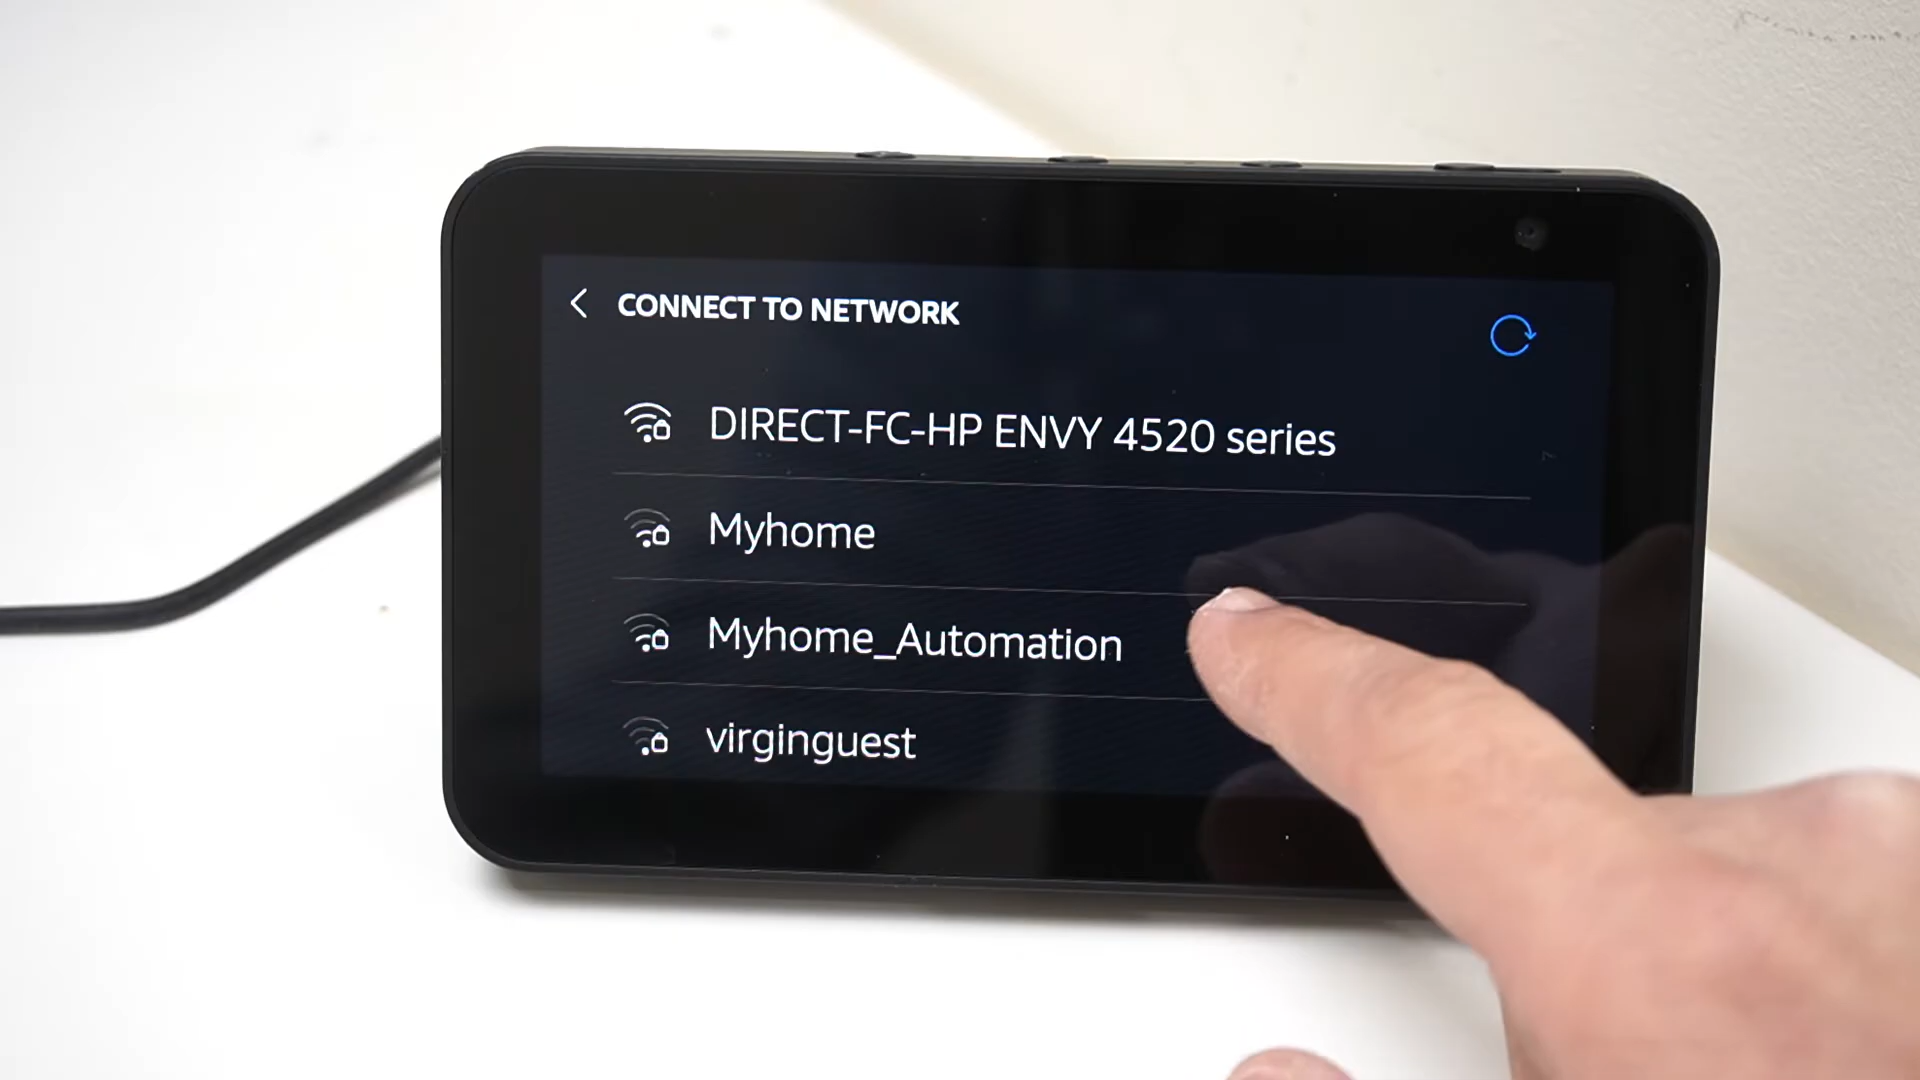 CONNECT TO NETWORK
DIRECT-FC-HP ENVY 4520 series
Myhome
Myhome_Automation
virginguest